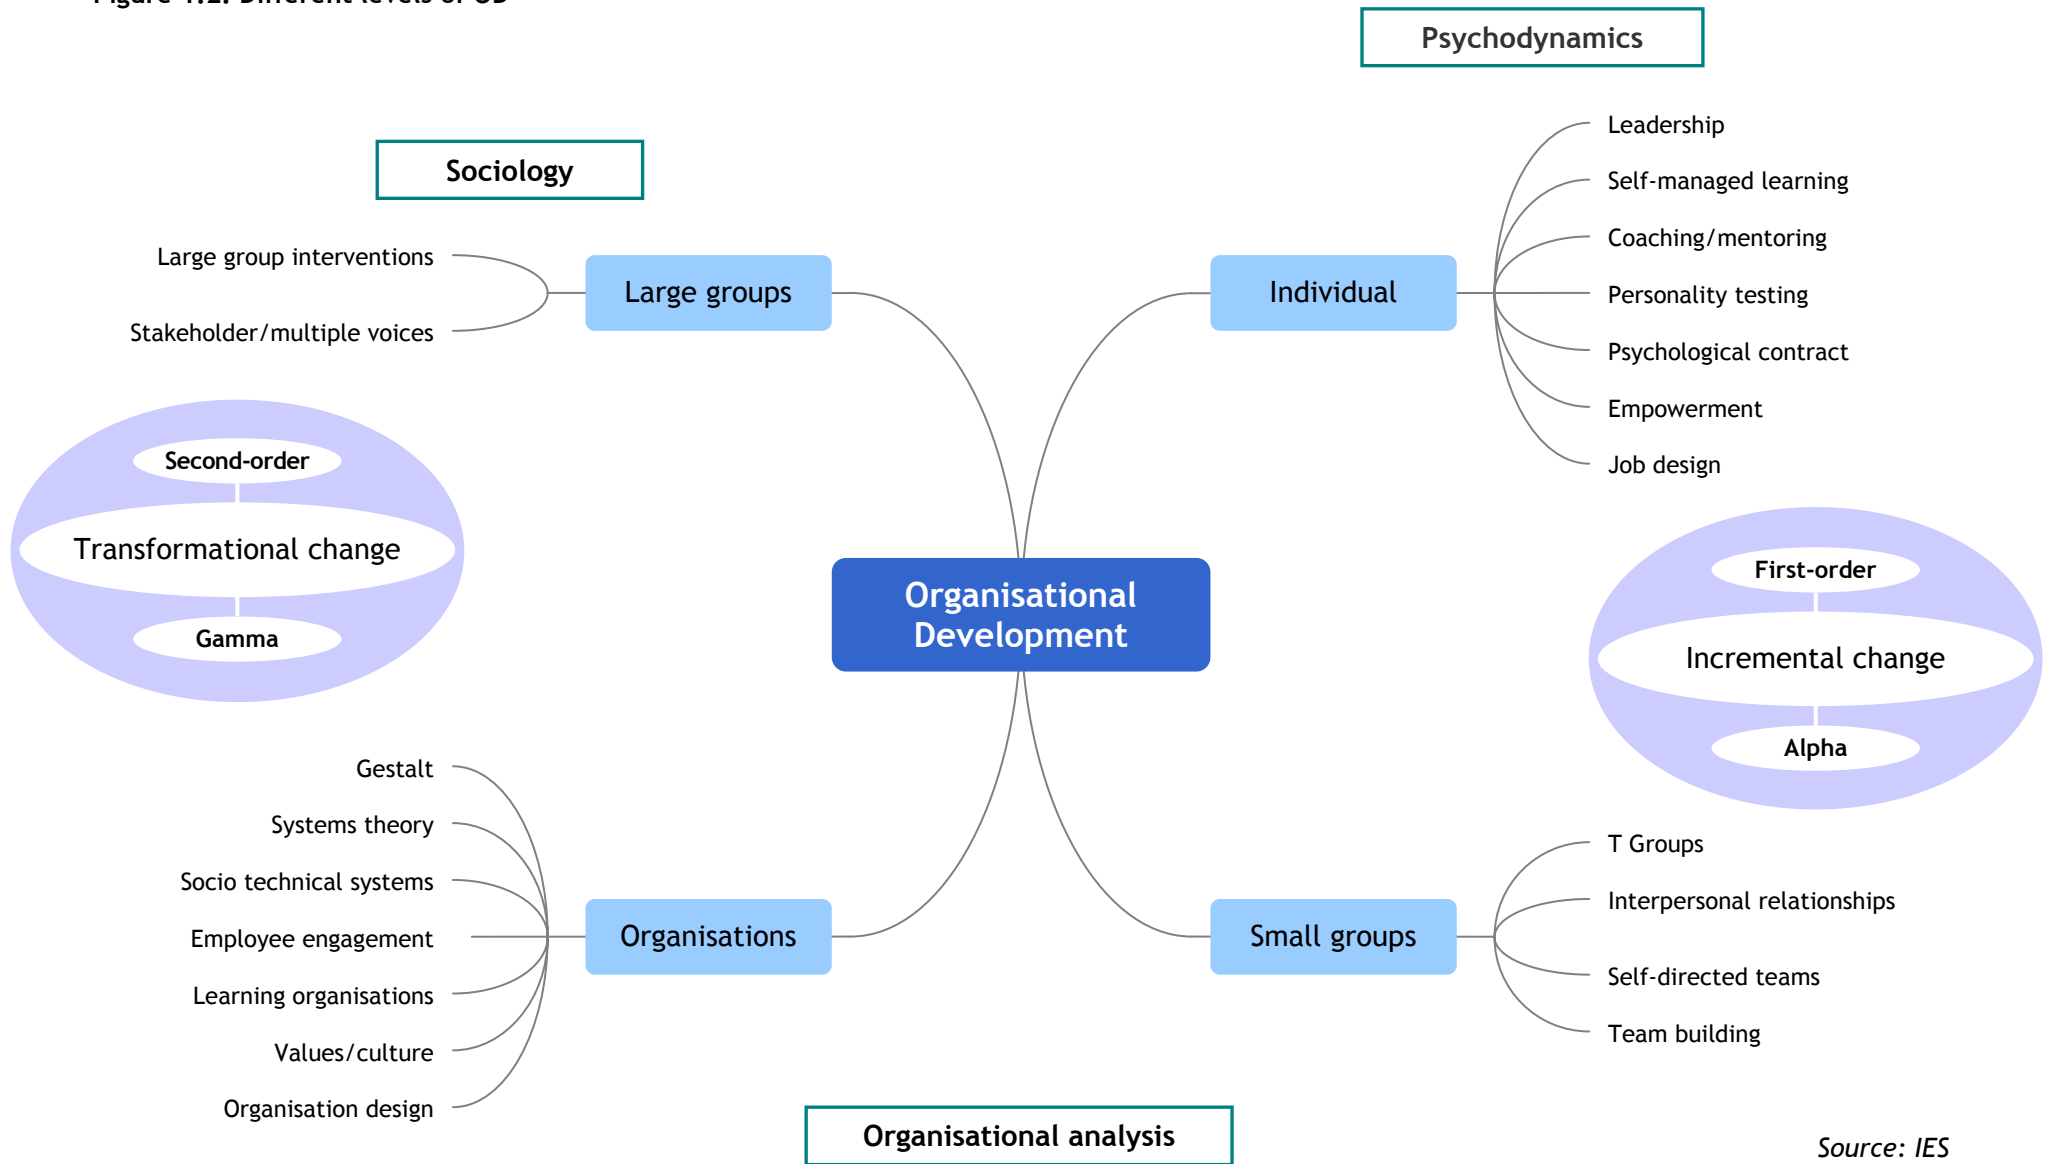 Psychodynamics
Sociology
Leadership
Self-managed learning
Coaching/mentoring
Personality testing
Psychological contract
Empowerment
Job design
Large group interventions
Stakeholder/multiple voices
Large groups
Individual
Second-order
Transformational change
Gamma
Organisational
Development
First-order
Incremental change
Alpha
Gestalt
Systems theory
Socio technical systems
Employee engagement
Learning organisations
Values/culture
Organisation design
Organisations
Small groups
T Groups
Interpersonal relationships
Self-directed teams
Team building
Organisational analysis
Source: IES